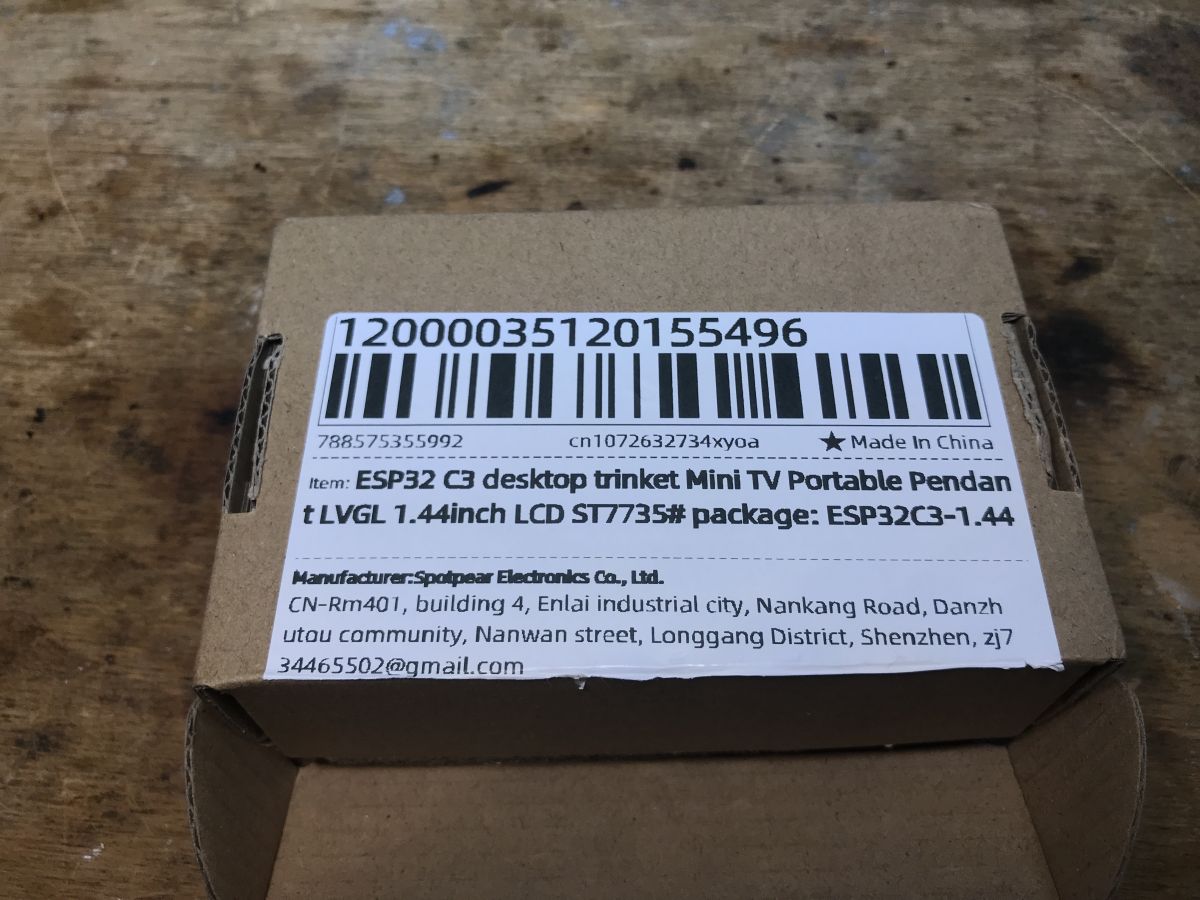 12000035120155496
788575355992 cn1072632734xyoa ★ Made In China
Item: ESP32 C3 desktop trinket Mini TV Portable Pendan
t LVGL 1.44inch LCD ST7735# package: ESP32C3-1.44
Manufacturer:Spotpear Electronics Co., Ltd.
CN-Rm401, building 4, Enlai industrial city, Nankang Road, Danzh
utou community, Nanwan street, Longgang District, Shenzhen, zj7
34465502@gmail.com